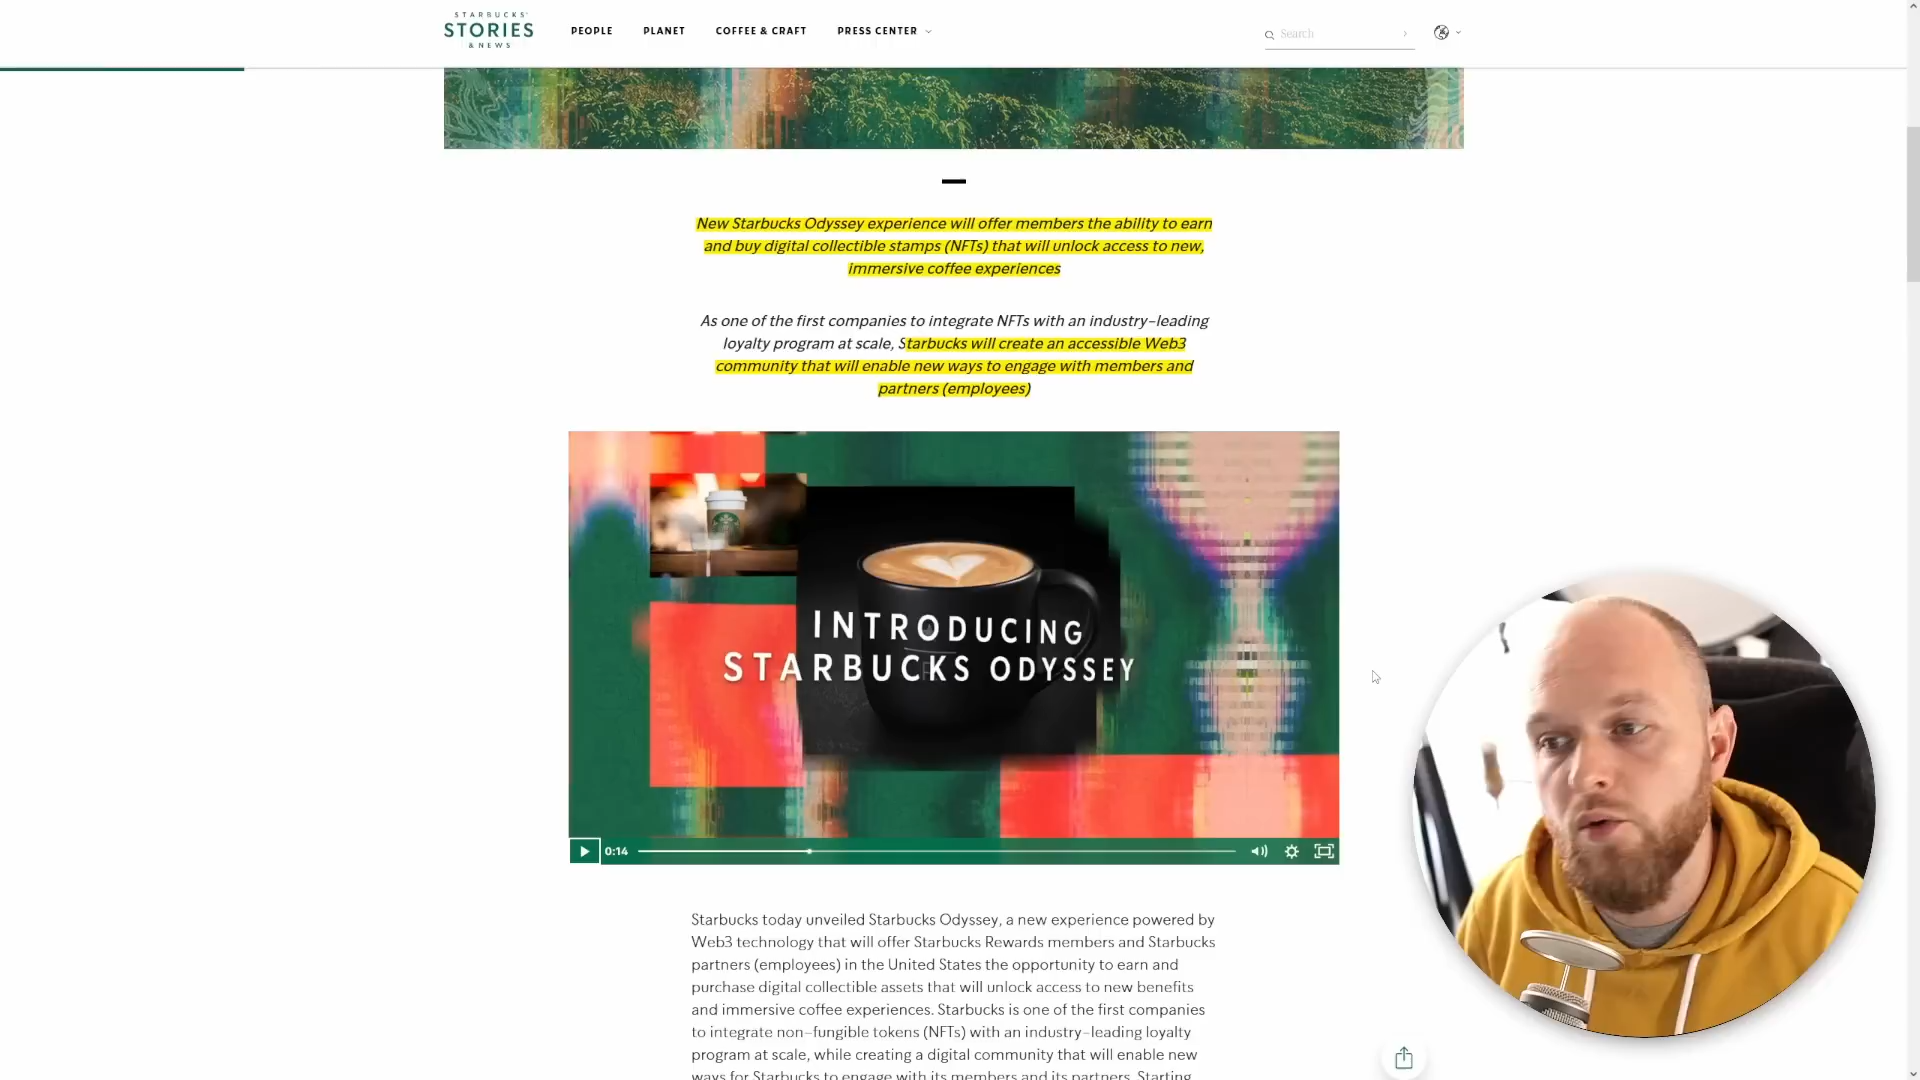 STARBUCKS
STORIES
& NEWS
PEOPLE
PLANET
COFFEE & CRAFT
PRESS CENTER
Search
New Starbucks Odyssey experience will offer members the ability to earn
and buy digital collectible stamps (NFTs) that will unlock access to new,
immersive coffee experiences
As one of the first companies to integrate NFTs with an industry-leading
loyalty program at scale, Starbucks will create an accessible Web3
community that will enable new ways to engage with members and
partners (employees)
INTRODUCING
STARBUCKS ODYSSEY
0:14
Starbucks today unveiled Starbucks Odyssey, a new experience powered by
Web3 technology that will offer Starbucks Rewards members and Starbucks
partners (employees) in the United States the opportunity to earn and
purchase digital collectible assets that will unlock access to new benefits
and immersive coffee experiences. Starbucks is one of the first companies
to integrate non-fungible tokens (NFTs) with an industry-leading loyalty
program at scale, while creating a digital community that will enable new
ways for Starbucks to engage with its members and its partners. Starting